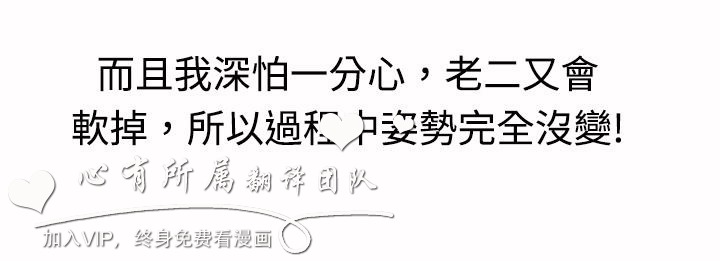 而且我深怕一分心，老二又會
軟掉，所以過程中姿勢完全沒變!
心有所属翻译团队
加入VIP，终身免费看漫画